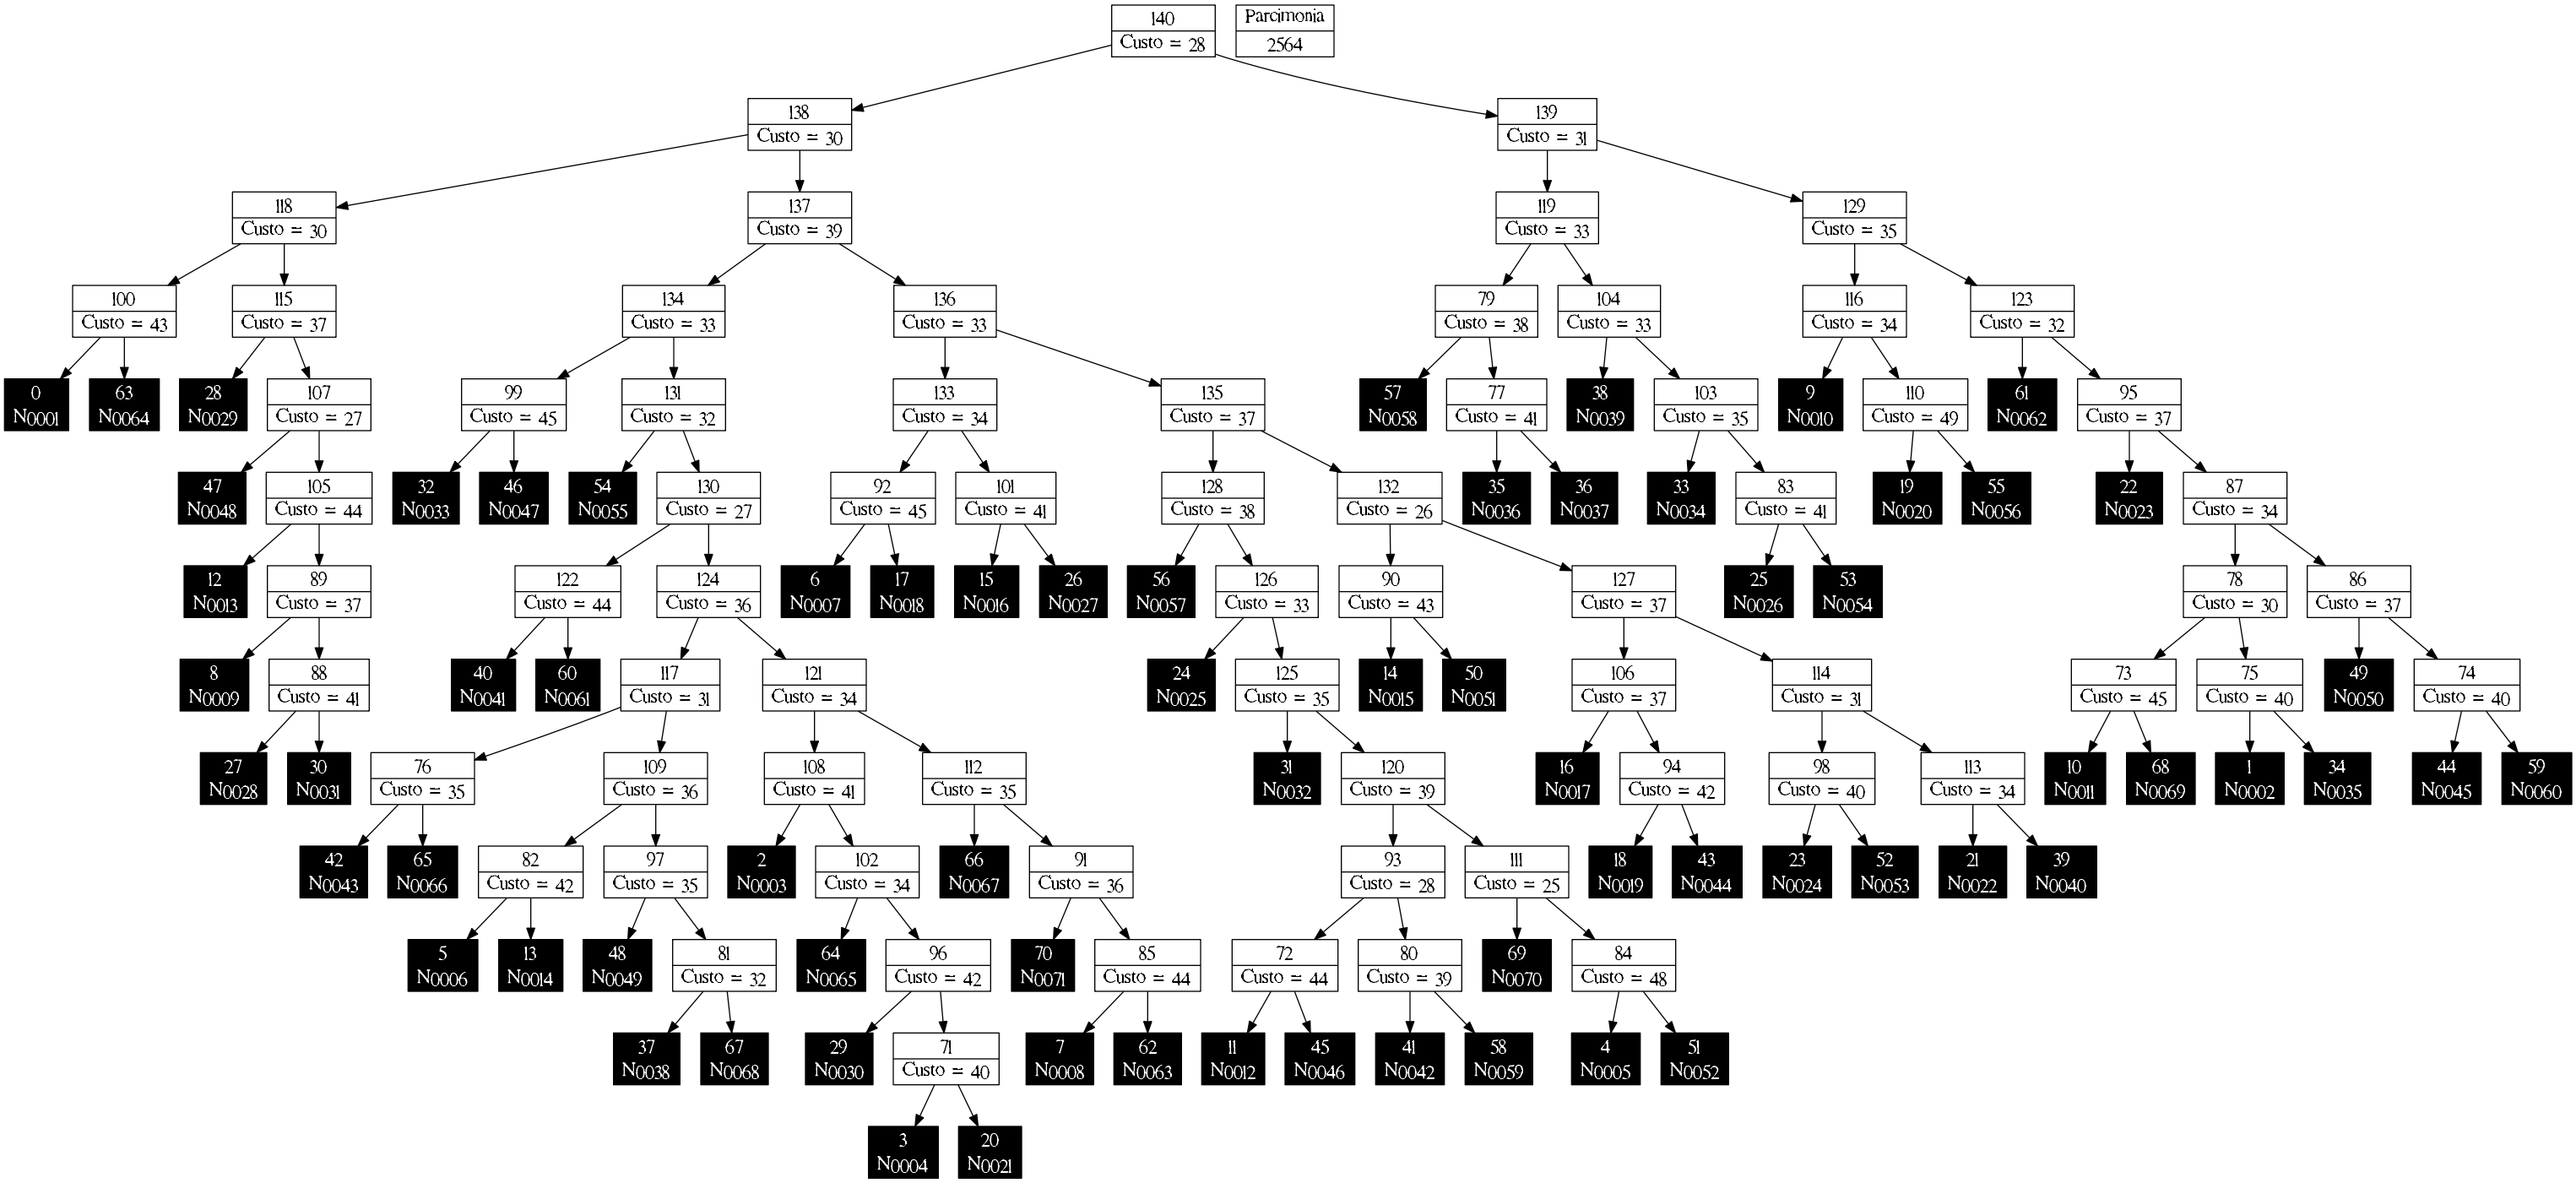 140
Custo = 28
Parcimonia
2564
138
Custo = 30
139
Custo = 31
118
Custo = 30
137
Custo = 39
119
Custo = 33
129
Custo = 35
100
Custo = 43
115
Custo = 37
134
Custo = 33
136
Custo = 33
79
Custo = 38
104
Custo = 33
116
Custo = 34
123
Custo = 32
0
N0001
63
N0064
28
N0029
107
Custo = 27
99
Custo = 45
131
Custo = 32
133
Custo = 34
135
Custo = 37
57
N0058
77
Custo = 41
38
N0039
103
Custo = 35
9
N0010
110
Custo = 49
61
N0062
95
Custo = 37
47
N0048
105
Custo = 44
32
N0033
46
N0047
54
N0055
130
Custo = 27
92
Custo = 45
101
Custo = 41
128
Custo = 38
132
Custo = 26
35
N0036
36
N0037
33
N0034
83
Custo = 41
19
N0020
55
N0056
22
N0023
87
Custo = 34
12
N0013
89
Custo = 37
122
Custo = 44
124
Custo = 36
6
N0007
17
N0018
15
N0016
26
N0027
56
N0057
126
Custo = 33
90
Custo = 43
127
Custo = 37
25
N0026
53
N0054
78
Custo = 30
86
Custo = 37
8
N0009
88
Custo = 41
40
N0041
60
N0061
117
Custo = 31
121
Custo = 34
24
N0025
125
Custo = 35
14
N0015
50
N0051
106
Custo = 37
114
Custo = 31
73
Custo = 45
75
Custo = 40
49
N0050
74
Custo = 40
27
N0028
30
N0031
76
Custo = 35
109
Custo = 36
108
Custo = 41
112
Custo = 35
31
N0032
120
Custo = 39
16
N0017
94
Custo = 42
98
Custo = 40
113
Custo = 34
10
N0011
68
N0069
1
N0002
34
N0035
44
N0045
59
N0060
42
N0043
65
N0066
82
Custo = 42
97
Custo = 35
2
N0003
102
Custo = 34
66
N0067
91
Custo = 36
93
Custo = 28
111
Custo = 25
18
N0019
43
N0044
23
N0024
52
N0053
21
N0022
39
N0040
5
N0006
13
N0014
48
N0049
81
Custo = 32
64
N0065
96
Custo = 42
70
N0071
85
Custo = 44
72
Custo = 44
80
Custo = 39
69
N0070
84
Custo = 48
37
N0038
67
N0068
29
N0030
71
Custo = 40
7
N0008
62
N0063
11
N0012
45
N0046
41
N0042
58
N0059
4
N0005
51
N0052
3
N0004
20
N0021